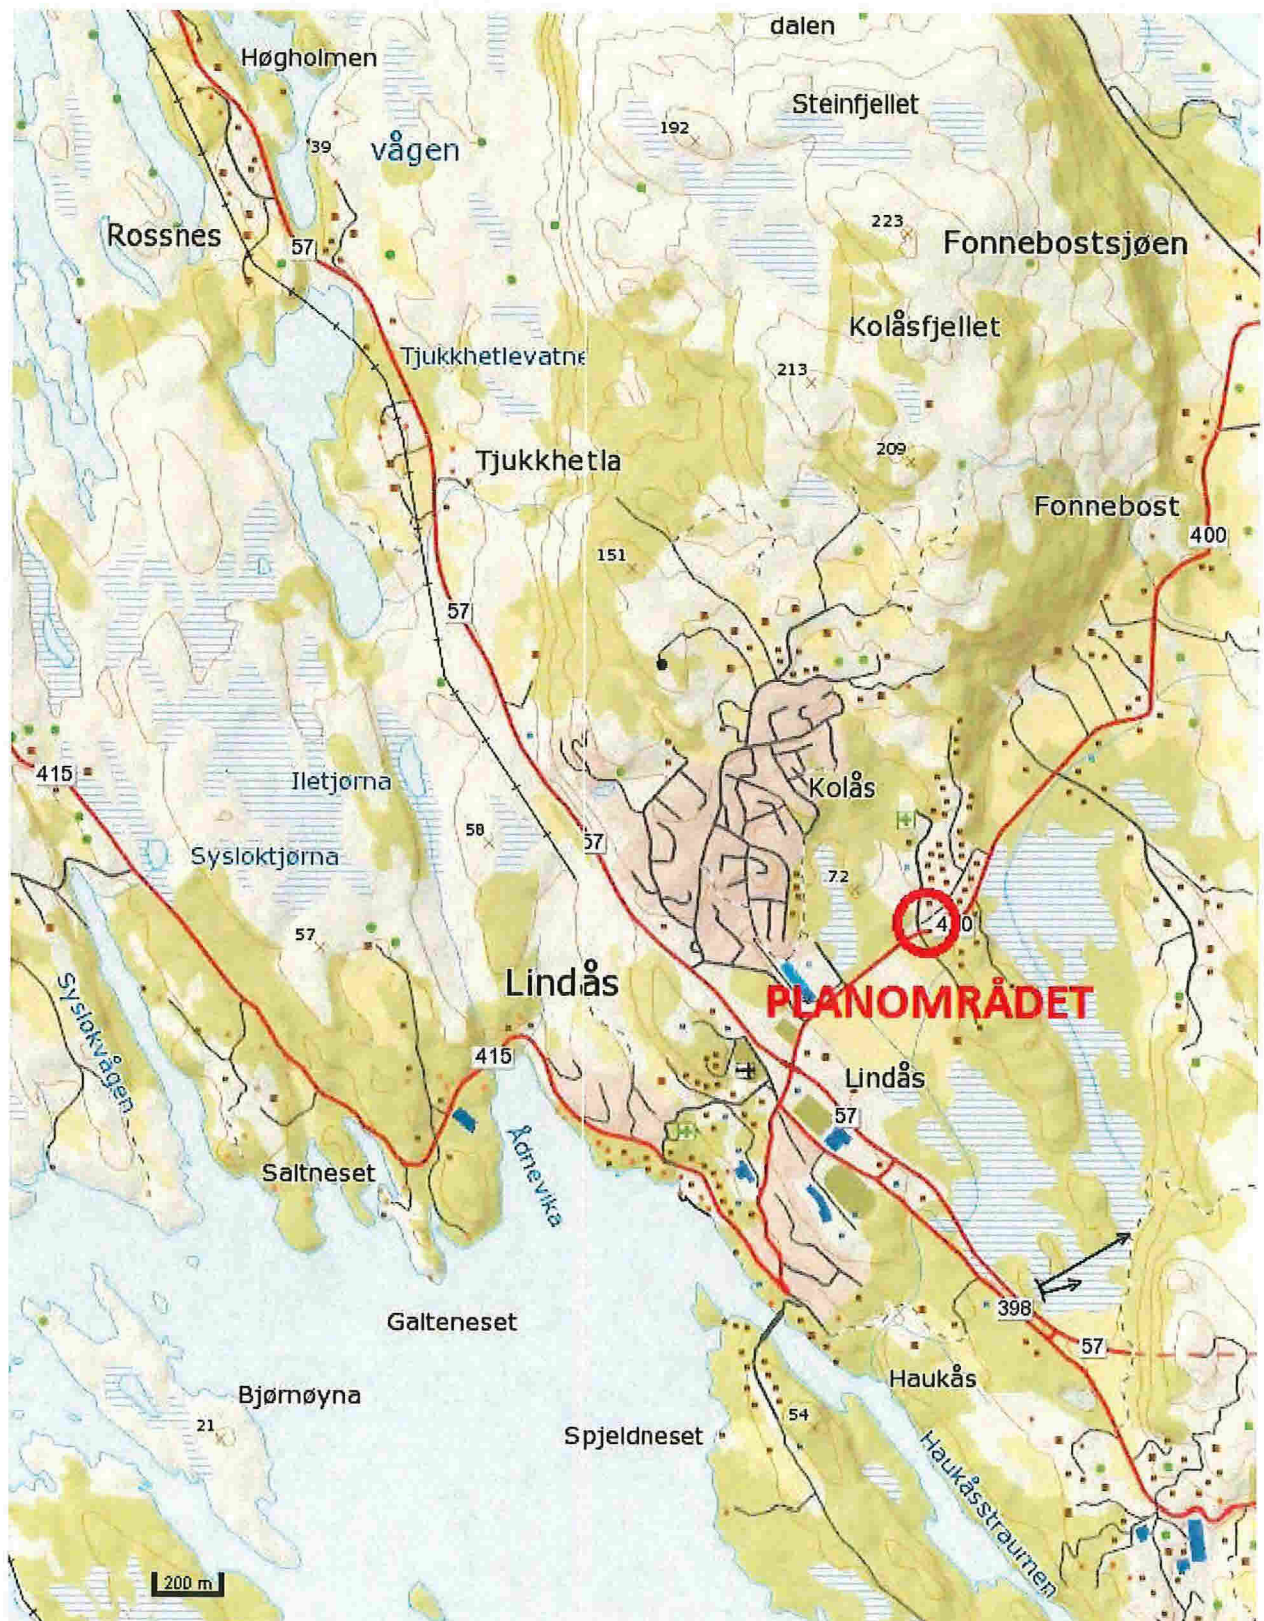 dalen
Høgholmen
Steinfjellet
192
39
vågen
223
Rossnes
57
Fonnebostsjøen
Kolåsfjellet
Tjukkhetlevatne
213
209
Tjukkhetla
Fonnebost
400
151
57
415
Iletjørna
Kolås
58
57
Sysloktjørna
72
57
400
Lindås
PLANOMRÅDET
Syslokvågen
415
Lindås
57
Ådnevika
Saltneset
398
Galteneset
57
Haukås
Bjørnøyna
54
21
Spjeldneset
Haukåsstraumen
200 m